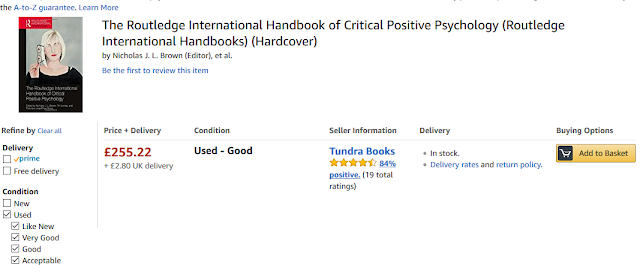 the A-to-Z guarantee. Learn More
The Routledge International Handbook of Critical Positive Psychology (Routledge
International Handbooks) (Hardcover)
by Nicholas J. L. Brown (Editor), et al.
Be the first to review this item
The Routledge International
Handbook of Critical
Positive Psychology
Refine by Clear all
Delivery
prime
Free delivery
Condition
New
Used
Like New
Very Good
Good
Acceptable
Price + Delivery
Condition
Seller Information
Delivery
Buying Options
£255.22
+ £2.80 UK delivery
Used - Good
Tundra Books
84%
positive. (19 total
ratings)
In stock.
Delivery rates and return policy.
Add to Basket